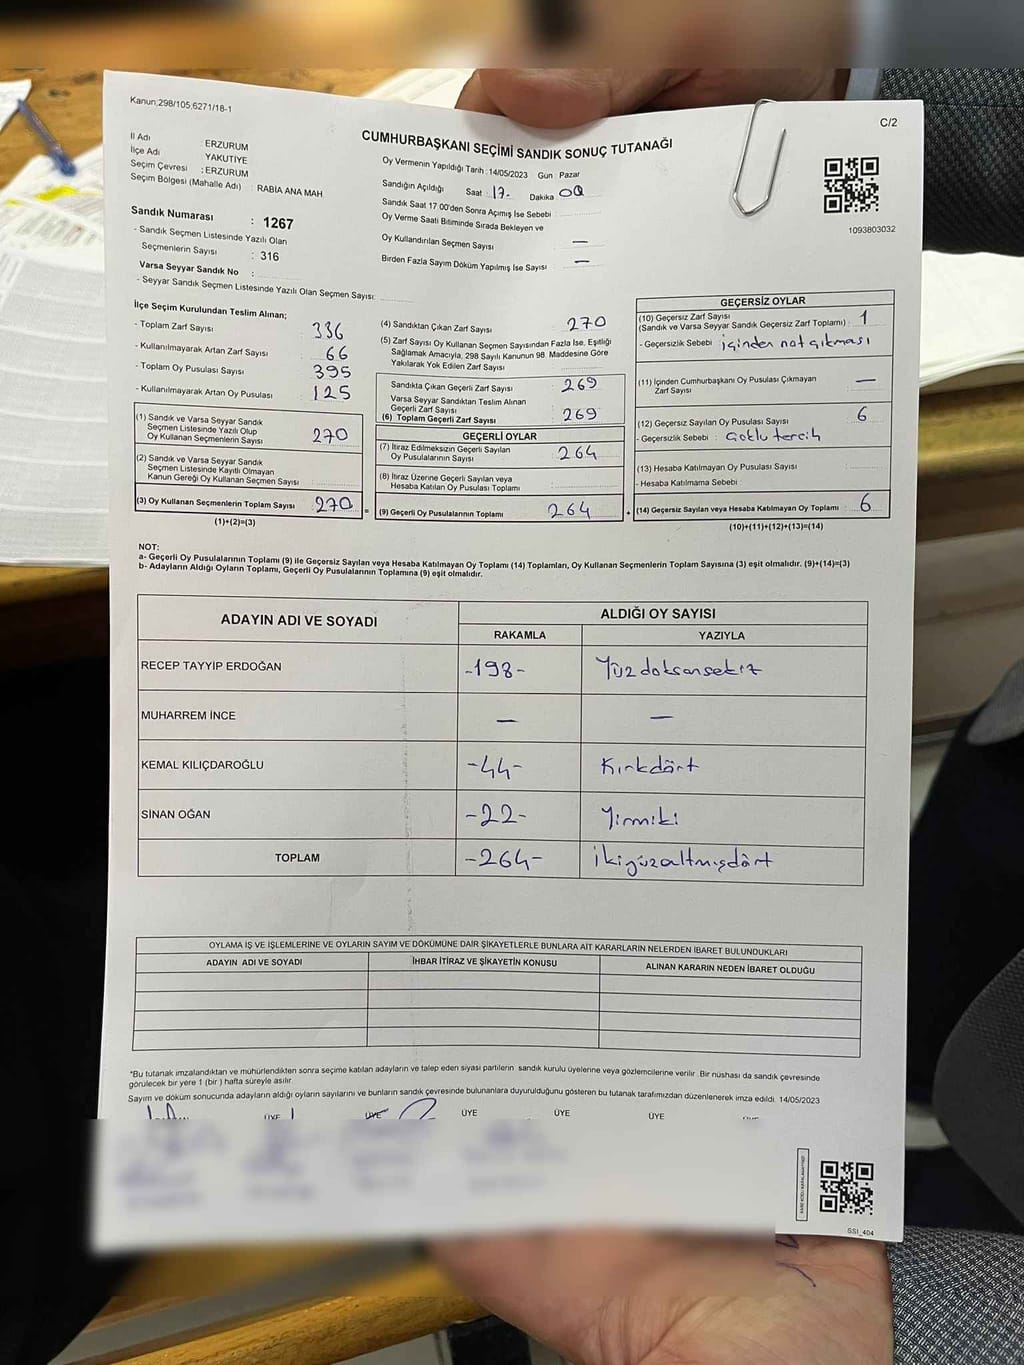 Kanun:298/105,6271/18-1
C/2
CUMHURBAŞKANI SEÇİMİ SANDIK SONUÇ TUTANAĞI
İl Adı ERZURUM
İlçe Adı YAKUTİYE
Seçim Çevresi : ERZURUM
Seçim Bölgesi (Mahalle Adı) : RABİA ANA MAH
Sandık Numarası : 1267
- Sandık Seçmen Listesinde Yazılı Olan
Seçmenlerin Sayısı : 316
Varsa Seyyar Sandık No :
- Seyyar Sandık Seçmen Listesinde Yazılı Olan Seçmen Sayısı:
Oy Vermenin Yapıldığı Tarih : 14/05/2023 Gün : Pazar
Sandığın Açıldığı Saat : 17- Dakika 00
Sandık Saat 17.00'den Sonra Açımış İse Sebebi
Oy Verme Saati Bitiminde Sırada Bekleyen ve
Oy Kullandırılan Seçmen Sayısı —
Birden Fazla Sayım Döküm Yapılmış İse Sayısı —
1093803032
İlçe Seçim Kurulundan Teslim Alınan;
- Toplam Zarf Sayısı 336
- Kullanılmayarak Artan Zarf Sayısı 66
- Toplam Oy Pusulası Sayısı 395
- Kullanılmayarak Artan Oy Pusulası 125
(1) Sandık ve Varsa Seyyar Sandık
Seçmen Listesinde Yazılı Olup
Oy Kullanan Seçmenlerin Sayısı 270
(2) Sandık ve Varsa Seyyar Sandık
Seçmen Listesinde Kayıtlı Olmayan
Kanun Gereği Oy Kullanan Seçmen Sayısı
(3) Oy Kullanan Seçmenlerin Toplam Sayısı 270
(1)+(2)=(3)
=
(4) Sandıktan Çıkan Zarf Sayısı 270
(5) Zarf Sayısı Oy Kullanan Seçmen Sayısından Fazla İse, Eşitliği
Sağlamak Amacıyla, 298 Sayılı Kanunun 98. Maddesine Göre
Yakılarak Yok Edilen Zarf Sayısı
Sandıkta Çıkan Geçerli Zarf Sayısı 269
Varsa Seyyar Sandıktan Teslim Alınan
Geçerli Zarf Sayısı
(6) Toplam Geçerli Zarf Sayısı 269
GEÇERLİ OYLAR
(7) İtiraz Edilmeksizin Geçerli Sayılan
Oy Pusulalarının Sayısı 264
(8) İtiraz Üzerine Geçerli Sayılan veya
Hesaba Katılan Oy Pusulası Toplamı
(9) Geçerli Oy Pusulalarının Toplamı 264
+
GEÇERSİZ OYLAR
(10) Geçersiz Zarf Sayısı 1
(Sandık ve Varsa Seyyar Sandık Geçersiz Zarf Toplamı)
- Geçersizlik Sebebi içinden not çıkması
(11) İçinden Cumhurbaşkanı Oy Pusulası Çıkmayan
Zarf Sayısı —
(12) Geçersiz Sayılan Oy Pusulası Sayısı 6
- Geçersizlik Sebebi : Çoklu tercih
(13) Hesaba Katılmayan Oy Pusulası Sayısı
- Hesaba Katılmama Sebebi
(14) Geçersiz Sayılan veya Hesaba Katılmayan Oy Toplamı 6
(10)+(11)+(12)+(13)=(14)
NOT:
a- Geçerli Oy Pusulalarının Toplamı (9) ile Geçersiz Sayılan veya Hesaba Katılmayan Oy Toplamı (14) Toplamları, Oy Kullanan Seçmenlerin Toplam Sayısına (3) eşit olmalıdır. (9)+(14)=(3)
b- Adayların Aldığı Oyların Toplamı, Geçerli Oy Pusulalarının Toplamına (9) eşit olmalıdır.
ADAYIN ADI VE SOYADI
ALDIĞI OY SAYISI
RAKAMLA YAZIYLA
RECEP TAYYİP ERDOĞAN -198- Yüzdoksansekiz
MUHARREM İNCE — —
KEMAL KILIÇDAROĞLU -44- Kırkdört
SİNAN OĞAN -22- Yirmiki
TOPLAM -264- İkiyüzaltmışdört
OYLAMA İŞ VE İŞLEMLERİNE VE OYLARIN SAYIM VE DÖKÜMÜNE DAİR ŞİKAYETLERLE BUNLARA AİT KARARLARIN NELERDEN İBARET BULUNDUKLARI
ADAYIN ADI VE SOYADI İHBAR İTİRAZ VE ŞİKAYETİN KONUSU ALINAN KARARIN NEDEN İBARET OLDUĞU
*Bu tutanak imzalandıktan ve mühürlendikten sonra seçime katılan adayların ve talep eden siyasi partilerin sandık kurulu üyelerine veya gözlemcilerine verilir. Bir nüshası da sandık çevresinde
görülecek bir yere 1 (bir) hafta süreyle asılır.
Sayım ve döküm sonucunda adayların aldığı oyların sayılarını ve bunların sandık çevresinde bulunanlara duyurulduğunu gösteren bu tutanak tarafımızdan düzenlenerek imza edildi. 14/05/2023
ÜYE ÜYE ÜYE ÜYE ÜYE
SSI_404